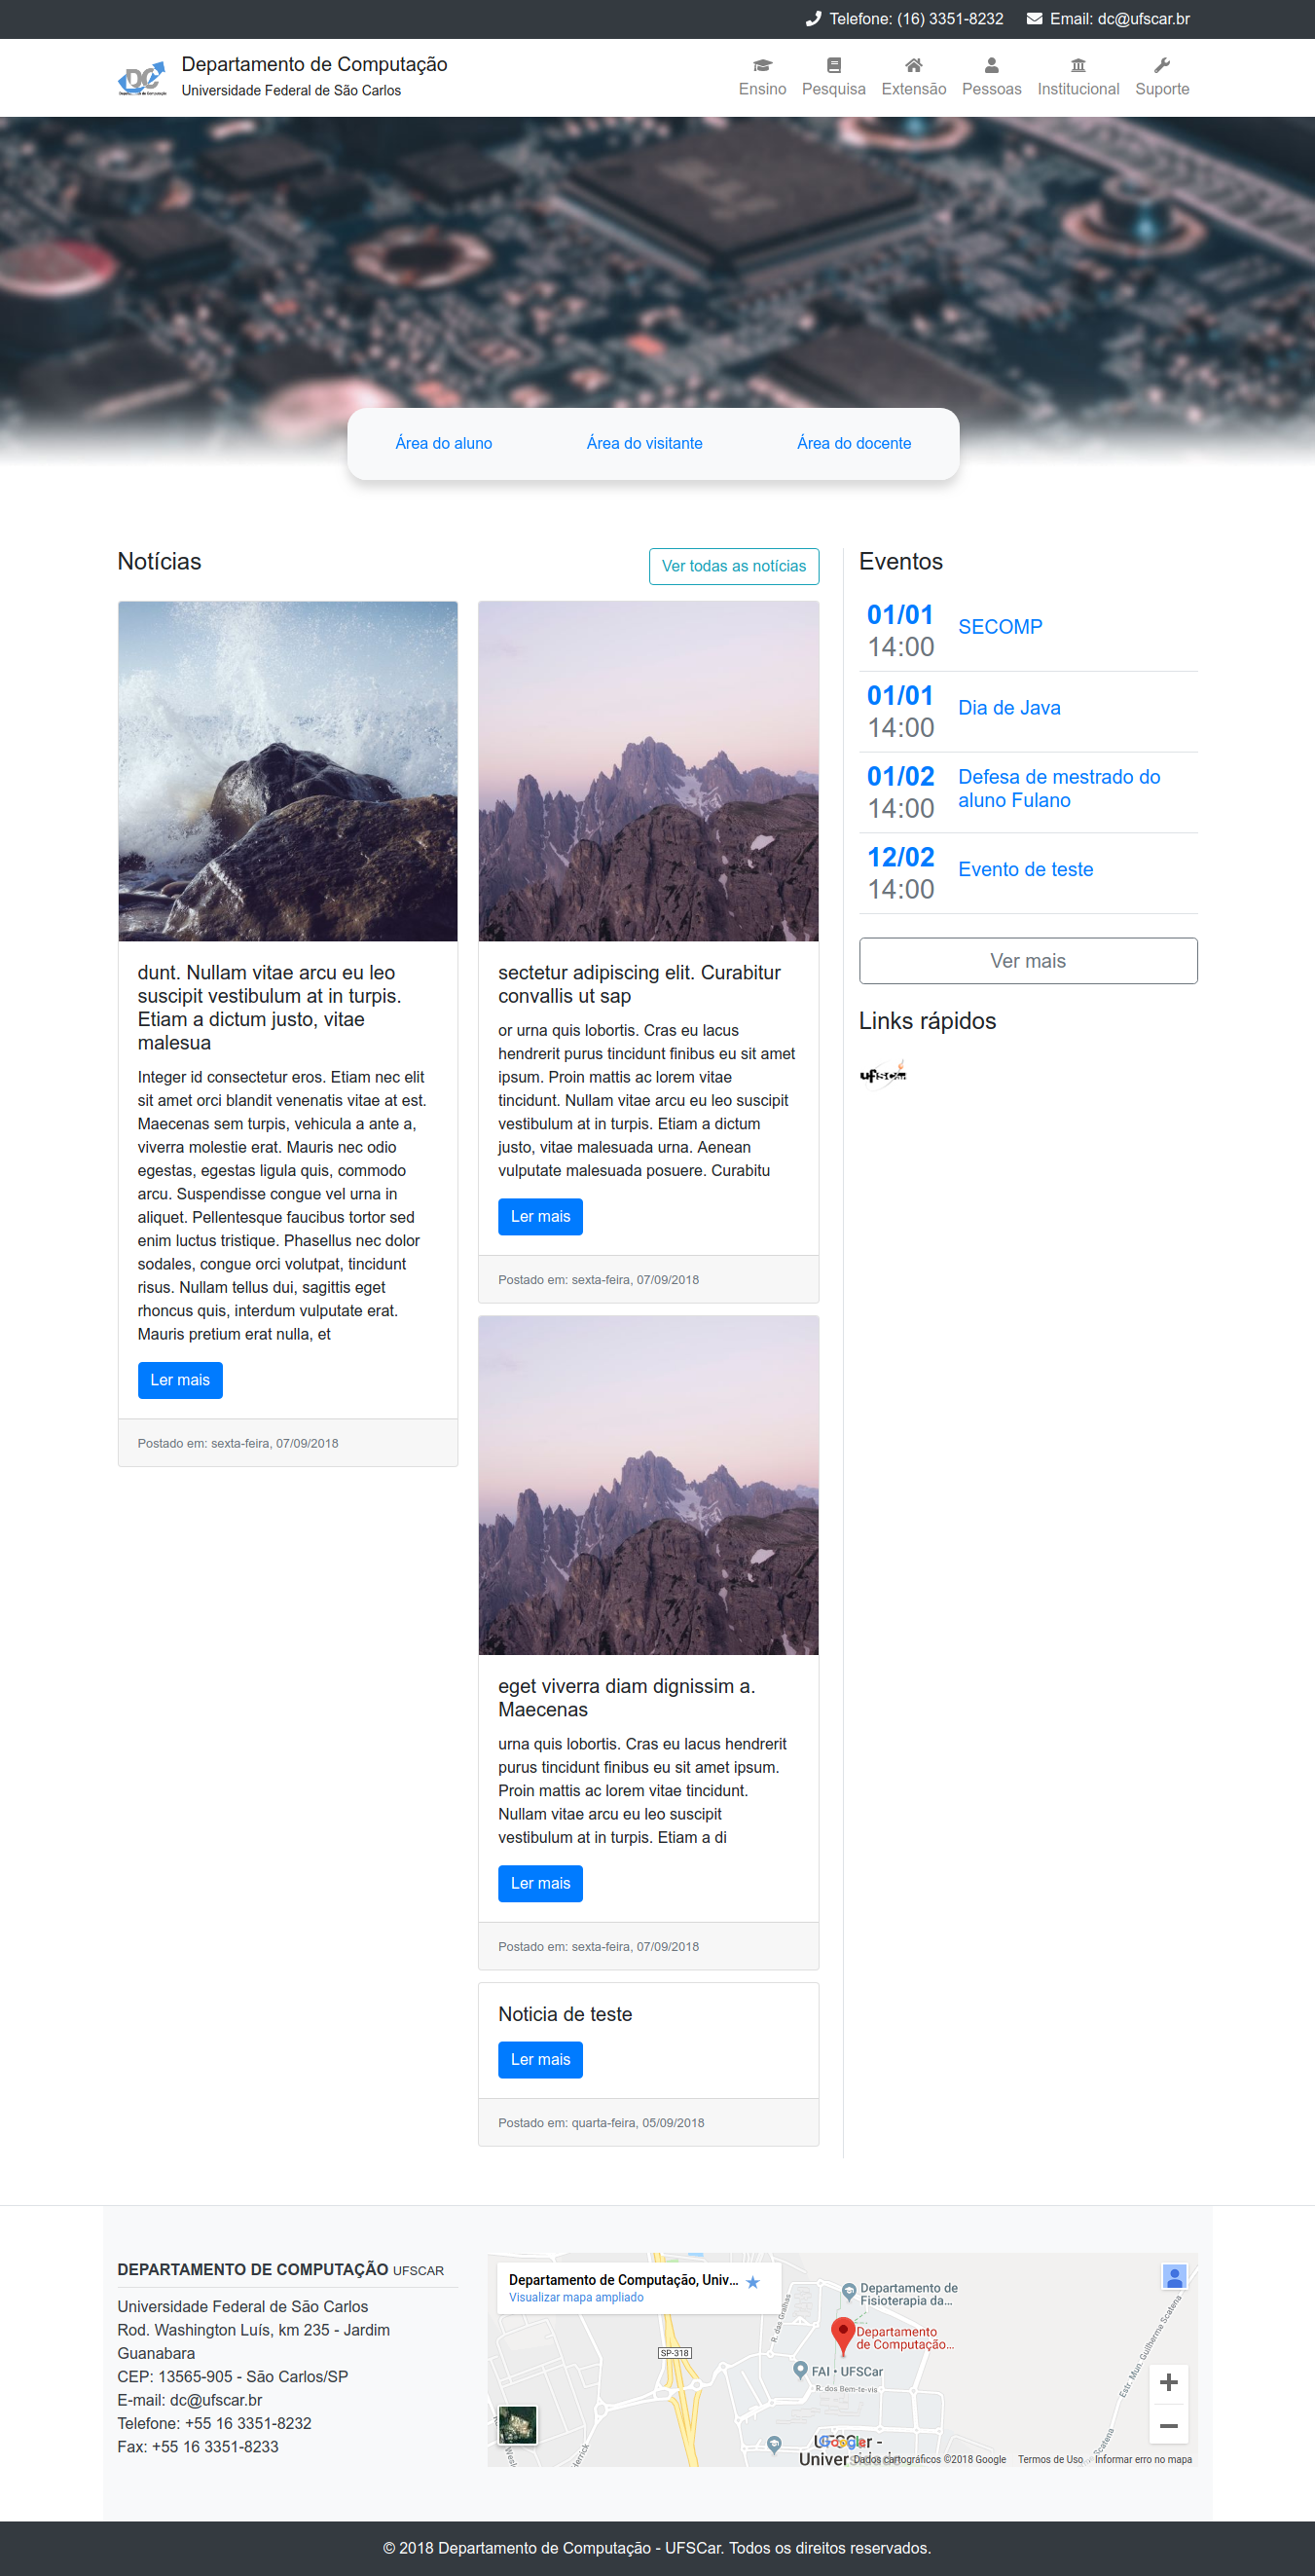 Telefone: (16) 3351-8232 Email: dc@ufscar.br
DC
Departamento de Computação
Universidade Federal de São Carlos
Ensino Pesquisa Extensão Pessoas Institucional Suporte
Área do aluno Área do visitante Área do docente
Notícias
Ver todas as notícias
dunt. Nullam vitae arcu eu leo
suscipit vestibulum at in turpis.
Etiam a dictum justo, vitae
malesua
Integer id consectetur eros. Etiam nec elit
sit amet orci blandit venenatis vitae at est.
Maecenas sem turpis, vehicula a ante a,
viverra molestie erat. Mauris nec odio
egestas, egestas ligula quis, commodo
arcu. Suspendisse congue vel urna in
aliquet. Pellentesque faucibus tortor sed
enim luctus tristique. Phasellus nec dolor
sodales, congue orci volutpat, tincidunt
risus. Nullam tellus dui, sagittis eget
rhoncus quis, interdum vulputate erat.
Mauris pretium erat nulla, et
Ler mais
Postado em: sexta-feira, 07/09/2018
sectetur adipiscing elit. Curabitur
convallis ut sap
or urna quis lobortis. Cras eu lacus
hendrerit purus tincidunt finibus eu sit amet
ipsum. Proin mattis ac lorem vitae
tincidunt. Nullam vitae arcu eu leo suscipit
vestibulum at in turpis. Etiam a dictum
justo, vitae malesuada urna. Aenean
vulputate malesuada posuere. Curabitu
Ler mais
Postado em: sexta-feira, 07/09/2018
eget viverra diam dignissim a.
Maecenas
urna quis lobortis. Cras eu lacus hendrerit
purus tincidunt finibus eu sit amet ipsum.
Proin mattis ac lorem vitae tincidunt.
Nullam vitae arcu eu leo suscipit
vestibulum at in turpis. Etiam a di
Ler mais
Postado em: sexta-feira, 07/09/2018
Noticia de teste
Ler mais
Postado em: quarta-feira, 05/09/2018
Eventos
01/01
14:00
SECOMP
01/01
14:00
Dia de Java
01/02
14:00
Defesa de mestrado do
aluno Fulano
12/02
14:00
Evento de teste
Ver mais
Links rápidos
ufscar
DEPARTAMENTO DE COMPUTAÇÃO UFSCAR
Universidade Federal de São Carlos
Rod. Washington Luís, km 235 - Jardim
Guanabara
CEP: 13565-905 - São Carlos/SP
E-mail: dc@ufscar.br
Telefone: +55 16 3351-8232
Fax: +55 16 3351-8233
Departamento de Computação, Univ...
Visualizar mapa ampliado
R. das Gralhas
Departamento de
Fisioterapia da...
Departamento
de Computação...
SP-318
FAI • UFSCar
R. dos Bem-te-vis
Estr. Mun. Guilherme Scatena
Scatena
UFSCar -
Universidade
Google
Dados cartográficos ©2018 Google Termos de Uso Informar erro no mapa
© 2018 Departamento de Computação - UFSCar. Todos os direitos reservados.